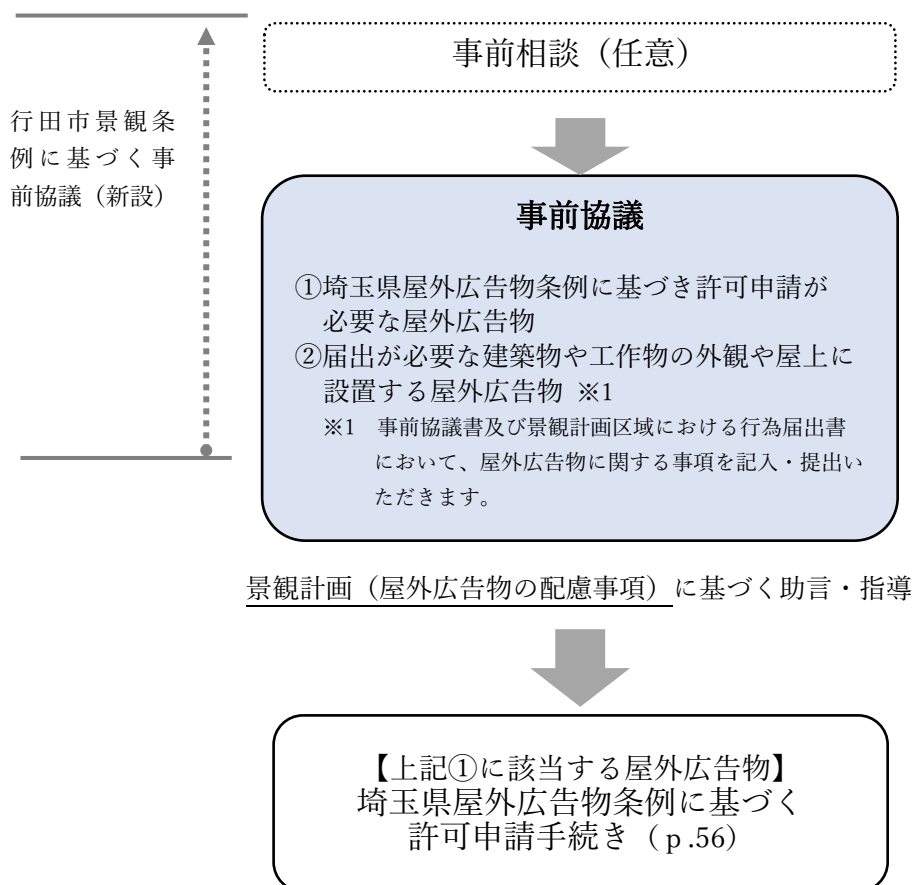 事前相談（任意）
行田市景観条
例に基づく事
前協議（新設）
事前協議
①埼玉県屋外広告物条例に基づき許可申請が
必要な屋外広告物
②届出が必要な建築物や工作物の外観や屋上に
設置する屋外広告物 ※1
※1 事前協議書及び景観計画区域における行為届出書
において、屋外広告物に関する事項を記入・提出い
ただきます。
景観計画（屋外広告物の配慮事項）に基づく助言・指導
【上記①に該当する屋外広告物】
埼玉県屋外広告物条例に基づく
許可申請手続き（p.56）